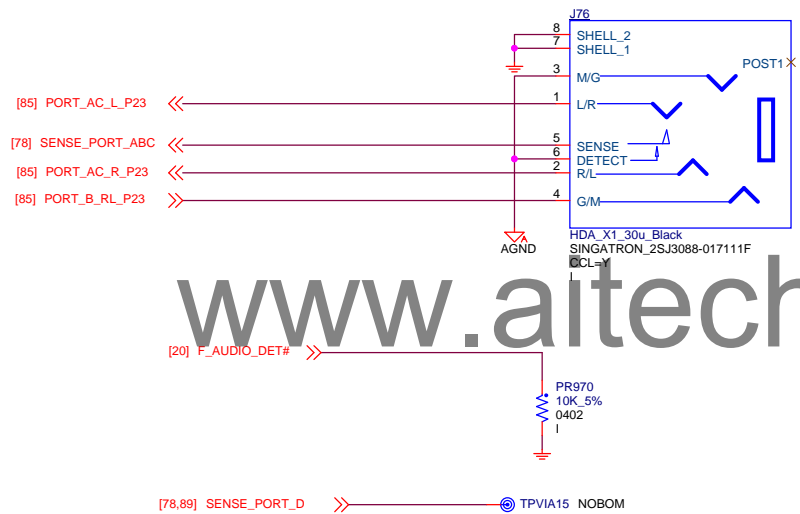 J76
8 SHELL_2
7 SHELL_1
POST1
3 M/G
[85] PORT_AC_L_P23 1 L/R
[78] SENSE_PORT_ABC 5 SENSE
6 DETECT
[85] PORT_AC_R_P23 2 R/L
[85] PORT_B_RL_P23 4 G/M
A
AGND
HDA_X1_30u_Black
SINGATRON_2SJ3088-017111F
CCL=Y
I
www.aitech
[20] F_AUDIO_DET#
PR970
10K_5%
0402
I
[78,89] SENSE_PORT_D TPVIA15 NOBOM